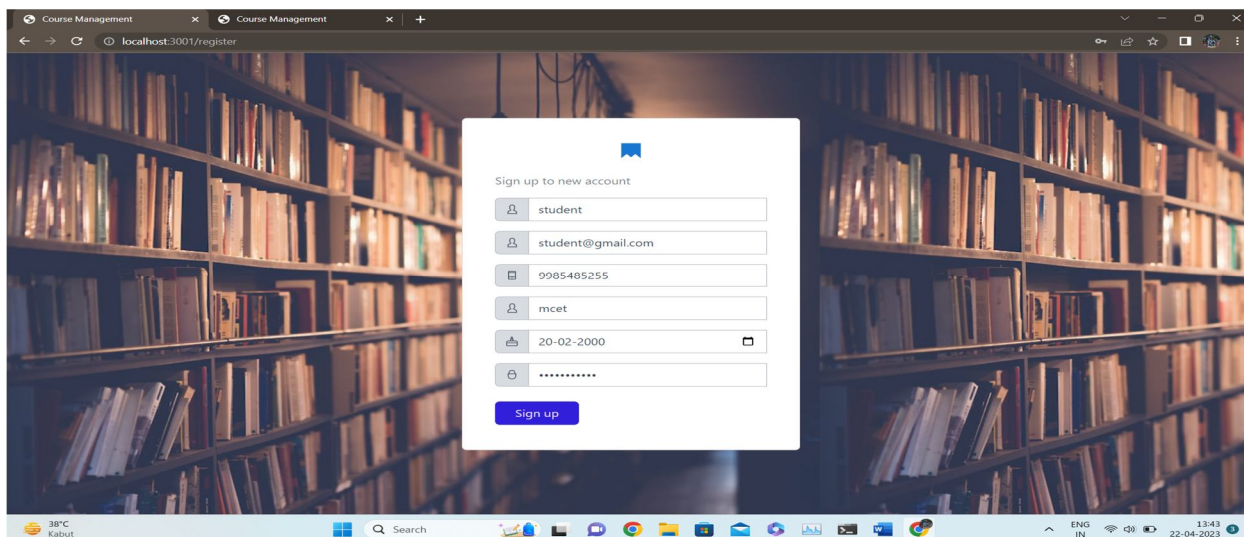 Course Management
Course Management
localhost:3001/register
Sign up to new account
student
student@gmail.com
9985485255
mcet
20-02-2000
•••••••••••
Sign up
38°C
Kabut
Search
ENG
IN
13:43
22-04-2023
3